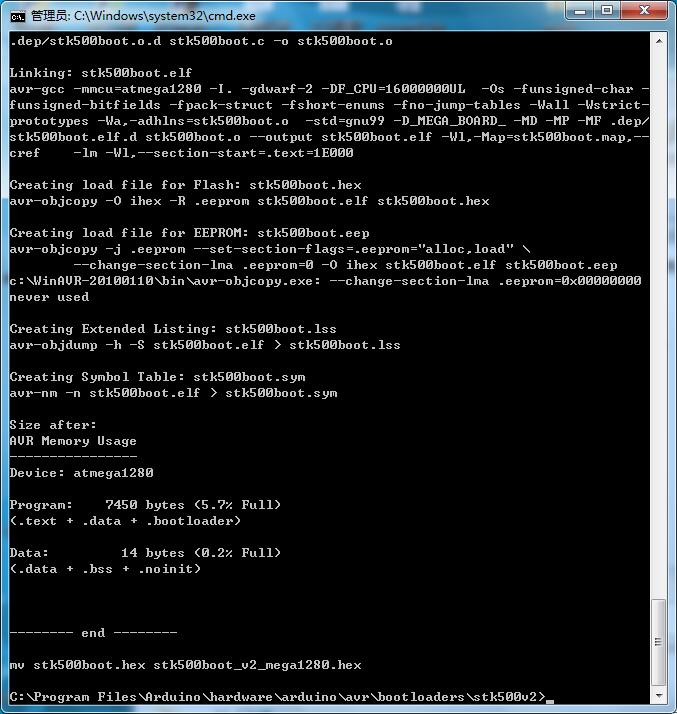 管理员: C:\Windows\system32\cmd.exe
.dep/stk500boot.o.d stk500boot.c -o stk500boot.o
Linking: stk500boot.elf
avr-gcc -mmcu=atmega1280 -I. -gdwarf-2 -DF_CPU=16000000UL  -Os -funsigned-char -
funsigned-bitfields -fpack-struct -fshort-enums -fno-jump-tables -Wall -Wstrict-
prototypes -Wa,-adhlns=stk500boot.o  -std=gnu99 -D_MEGA_BOARD_ -MD -MP -MF .dep/
stk500boot.elf.d stk500boot.o --output stk500boot.elf -Wl,-Map=stk500boot.map,--
cref    -lm -Wl,--section-start=.text=1E000
Creating load file for Flash: stk500boot.hex
avr-objcopy -O ihex -R .eeprom stk500boot.elf stk500boot.hex
Creating load file for EEPROM: stk500boot.eep
avr-objcopy -j .eeprom --set-section-flags=.eeprom="alloc,load" \
        --change-section-lma .eeprom=0 -O ihex stk500boot.elf stk500boot.eep
c:\WinAVR-20100110\bin\avr-objcopy.exe: --change-section-lma .eeprom=0x00000000
never used
Creating Extended Listing: stk500boot.lss
avr-objdump -h -S stk500boot.elf > stk500boot.lss
Creating Symbol Table: stk500boot.sym
avr-nm -n stk500boot.elf > stk500boot.sym
Size after:
AVR Memory Usage
----------------
Device: atmega1280
Program:    7450 bytes (5.7% Full)
(.text + .data + .bootloader)
Data:         14 bytes (0.2% Full)
(.data + .bss + .noinit)
-------- end --------
mv stk500boot.hex stk500boot_v2_mega1280.hex
C:\Program Files\Arduino\hardware\arduino\avr\bootloaders\stk500v2>_